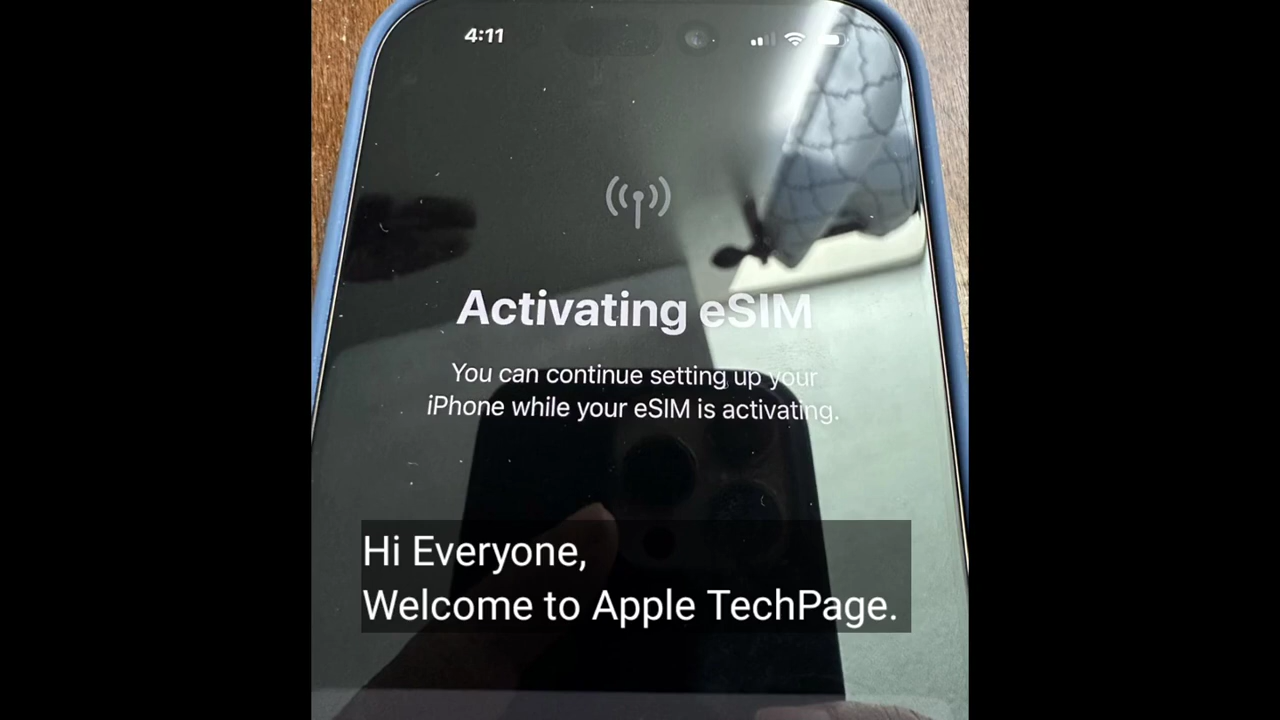 4:11
Activating eSIM
You can continue setting up your
iPhone while your eSIM is activating.
Hi Everyone,
Welcome to Apple TechPage.